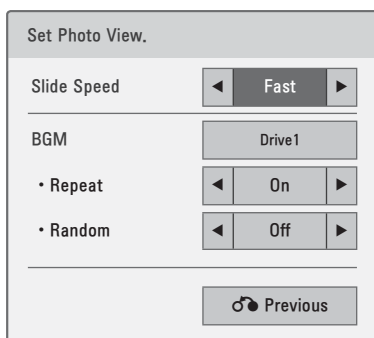 Set Photo View.
Slide Speed ◀ Fast ▶
BGM Drive1
• Repeat ◀ On ▶
• Random ◀ Off ▶
Previous